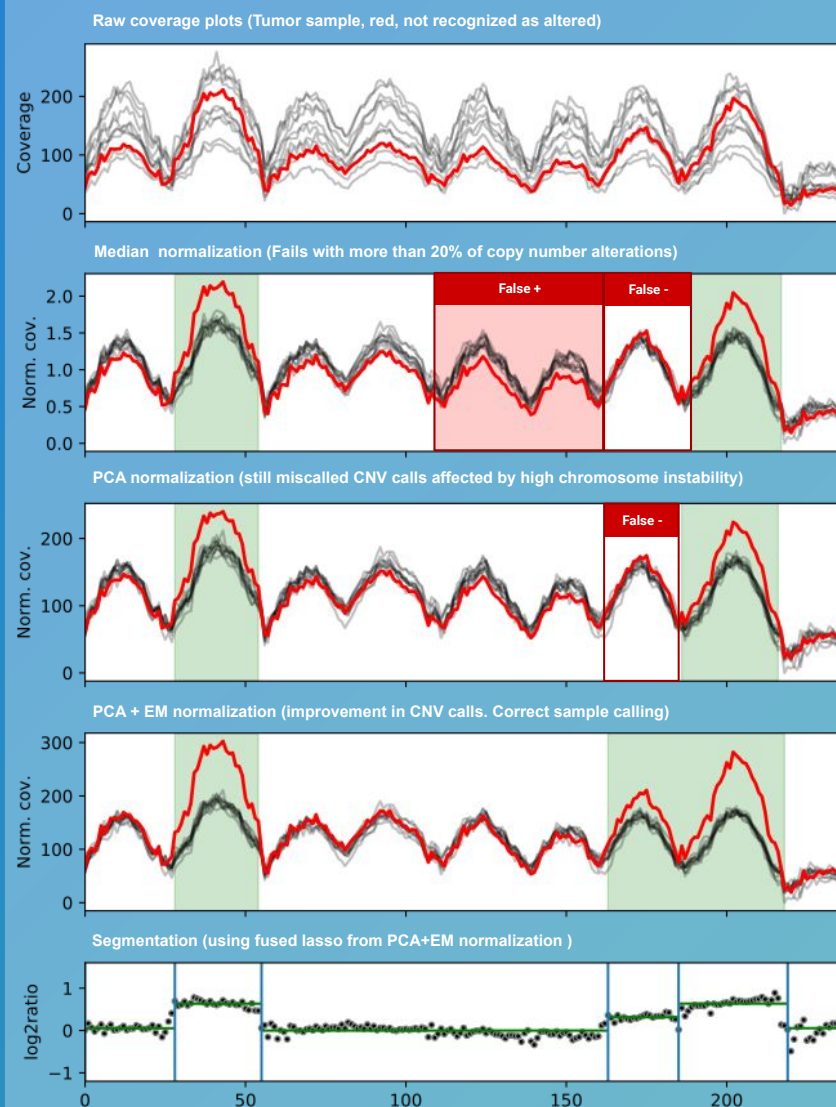 Raw coverage plots (Tumor sample, red, not recognized as altered)
Coverage
200
100
0
Median  normalization (Fails with more than 20% of copy number alterations)
Norm. cov.
2.0
1.5
1.0
0.5
0.0
False +
False -
PCA normalization (still miscalled CNV calls affected by high chromosome instability)
Norm. cov.
200
100
0
False -
PCA + EM normalization (improvement in CNV calls. Correct sample calling)
Norm. cov.
300
200
100
0
Segmentation (using fused lasso from PCA+EM normalization )
log2ratio
1
0
−1
0 50 100 150 200